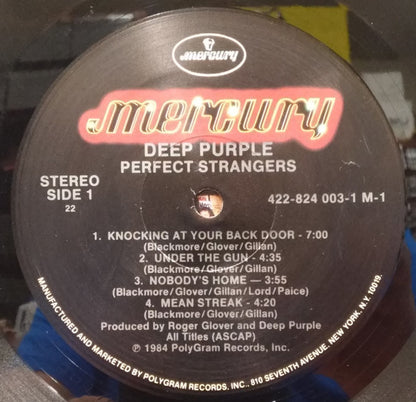 mercury
mercury
DEEP PURPLE
PERFECT STRANGERS
STEREO
SIDE 1
22
422-824 003-1 M-1
1. KNOCKING AT YOUR BACK DOOR - 7:00
(Blackmore/Glover/Gillan)
2. UNDER THE GUN - 4:35
(Blackmore/Glover/Gillan)
3. NOBODY'S HOME — 3:55
(Blackmore/Glover/Gillan/Lord/Paice)
4. MEAN STREAK - 4:20
(Blackmore/Glover/Gillan)
Produced by Roger Glover and Deep Purple
All Titles (ASCAP)
℗ 1984 PolyGram Records, Inc.
MANUFACTURED AND MARKETED BY POLYGRAM RECORDS, INC., 810 SEVENTH AVENUE, NEW YORK, N.Y. 10019.